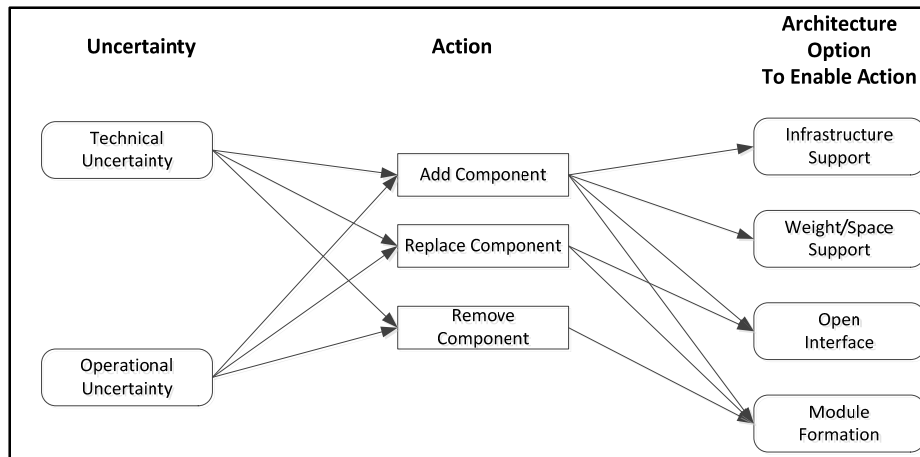 Uncertainty
Action
Architecture
Option
To Enable Action
Technical
Uncertainty
Operational
Uncertainty
Add Component
Replace Component
Remove
Component
Infrastructure
Support
Weight/Space
Support
Open
Interface
Module
Formation